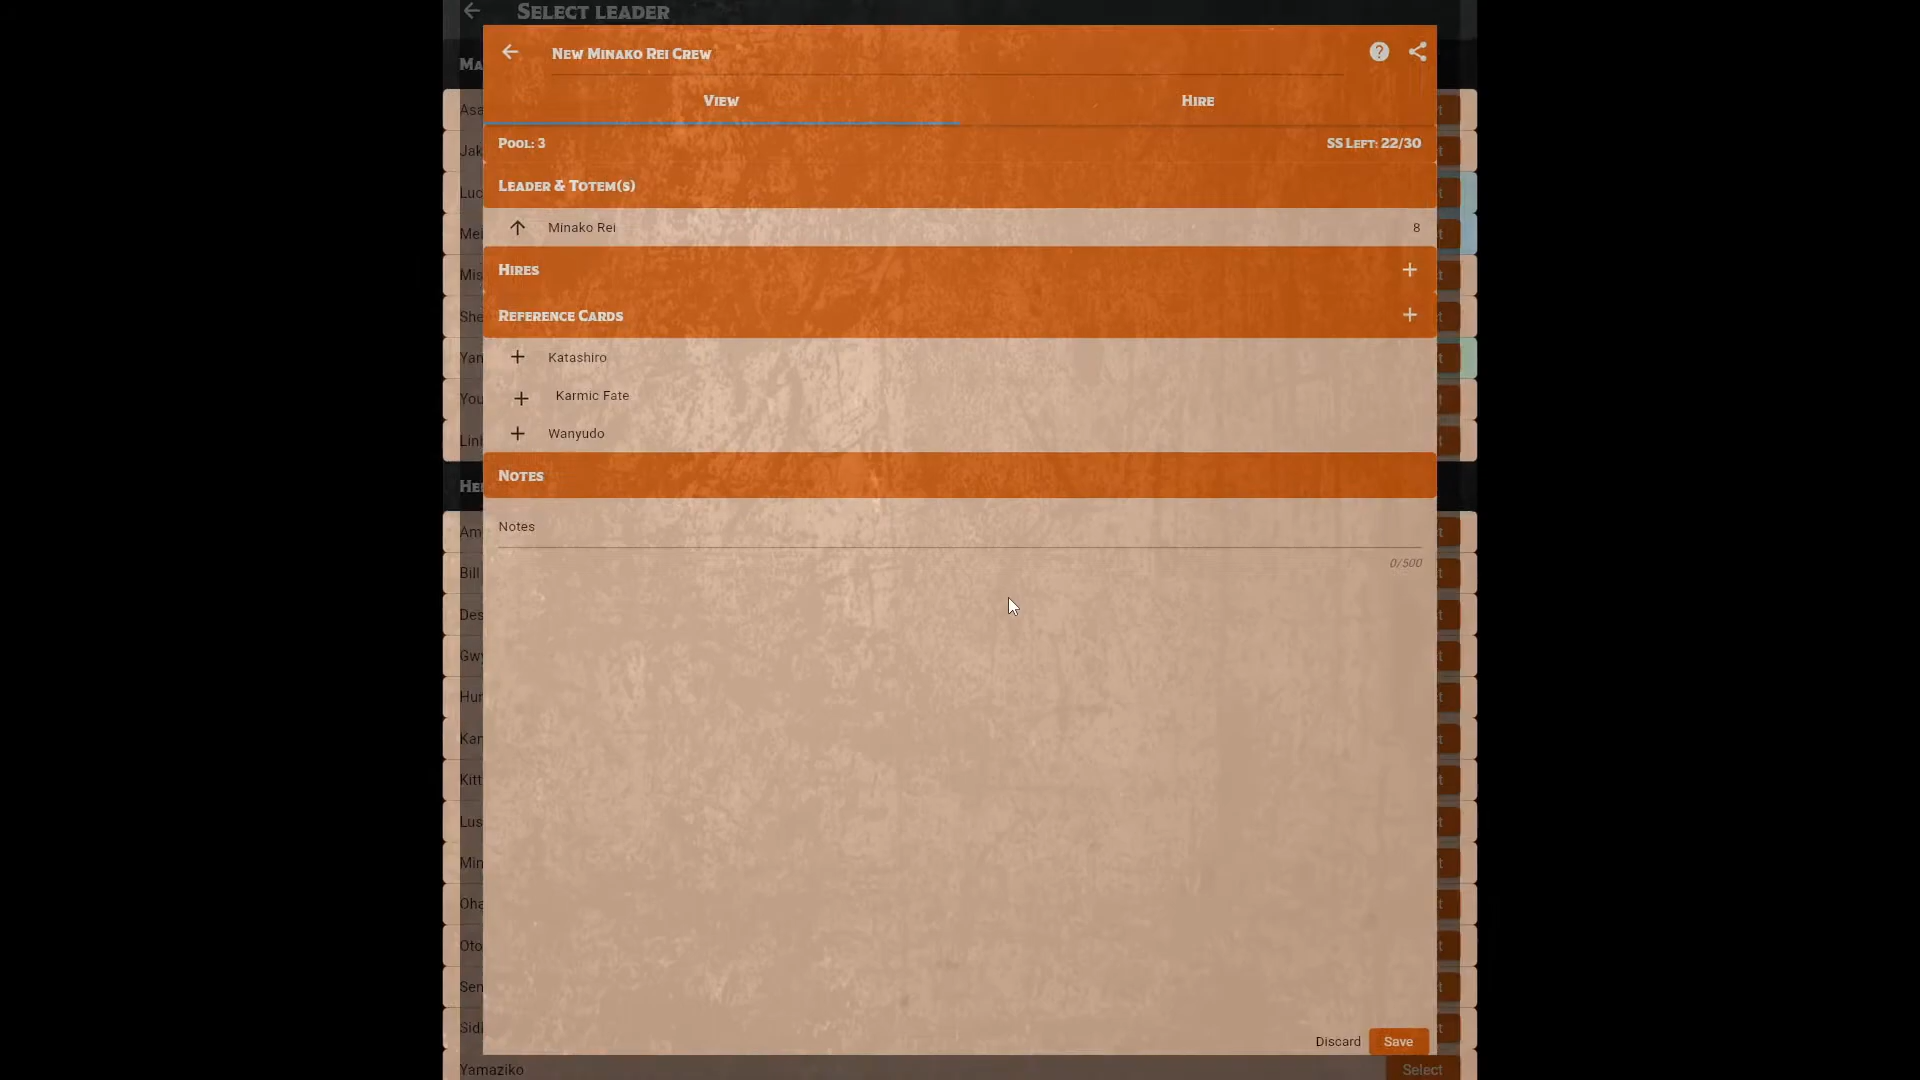 Select leader
New Minako Rei Crew
View
Hire
Pool: 3
SS Left: 22/30
Leader & Totem(s)
Minako Rei
8
Hires
Reference Cards
Katashiro
Karmic Fate
Wanyudo
Notes
Notes
0/500
Discard
Save
Yamaziko
Select